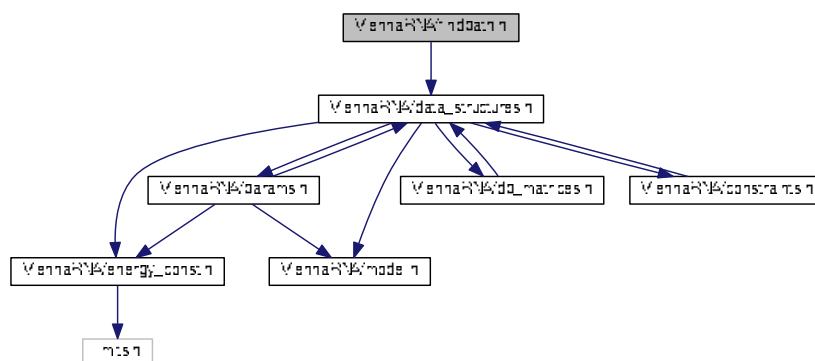 ViennaRNA/findpath.h
ViennaRNA/data_structures.h
ViennaRNA/params.h
ViennaRNA/dp_matrices.h
ViennaRNA/constraints.h
ViennaRNA/energy_const.h
ViennaRNA/model.h
limits.h